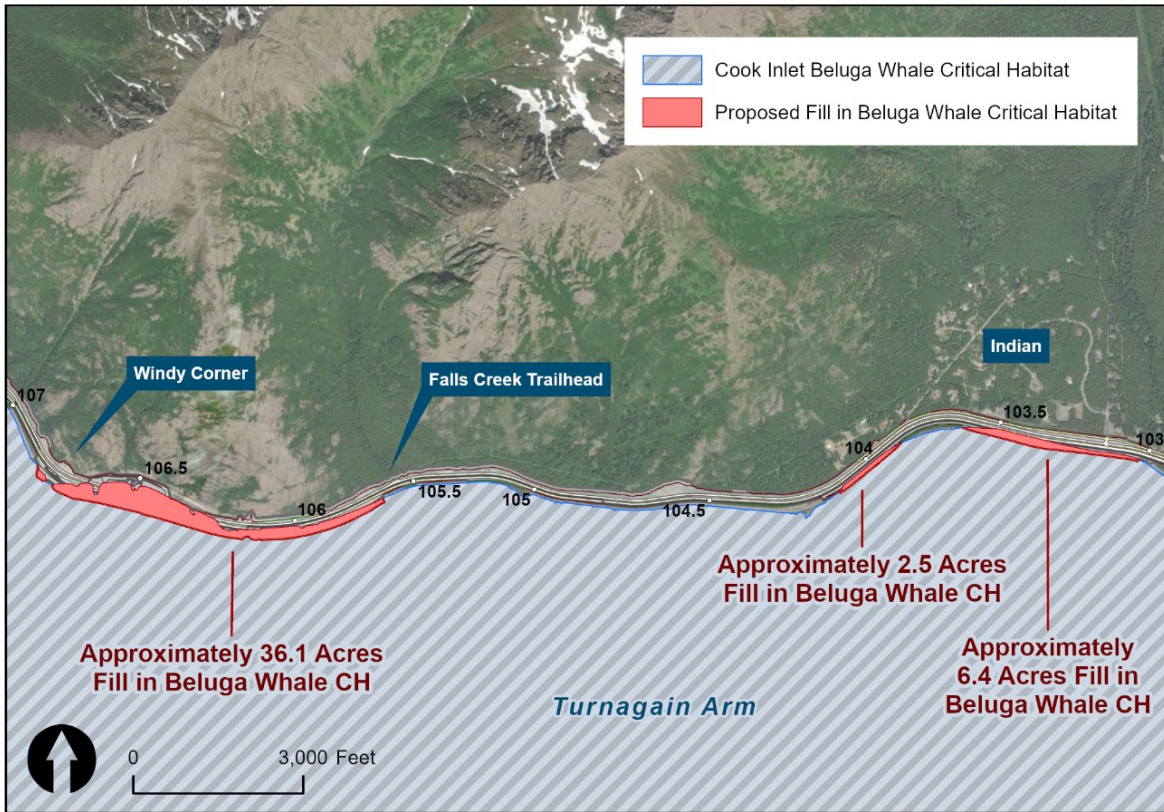 Cook Inlet Beluga Whale Critical Habitat
Proposed Fill in Beluga Whale Critical Habitat
Indian
Windy Corner
Falls Creek Trailhead
107
106.5
106
105.5
105
104.5
104
103.5
103
Approximately 36.1 Acres
Fill in Beluga Whale CH
Approximately 2.5 Acres
Fill in Beluga Whale CH
Approximately
6.4 Acres Fill in
Beluga Whale CH
Turnagain Arm
0 3,000 Feet